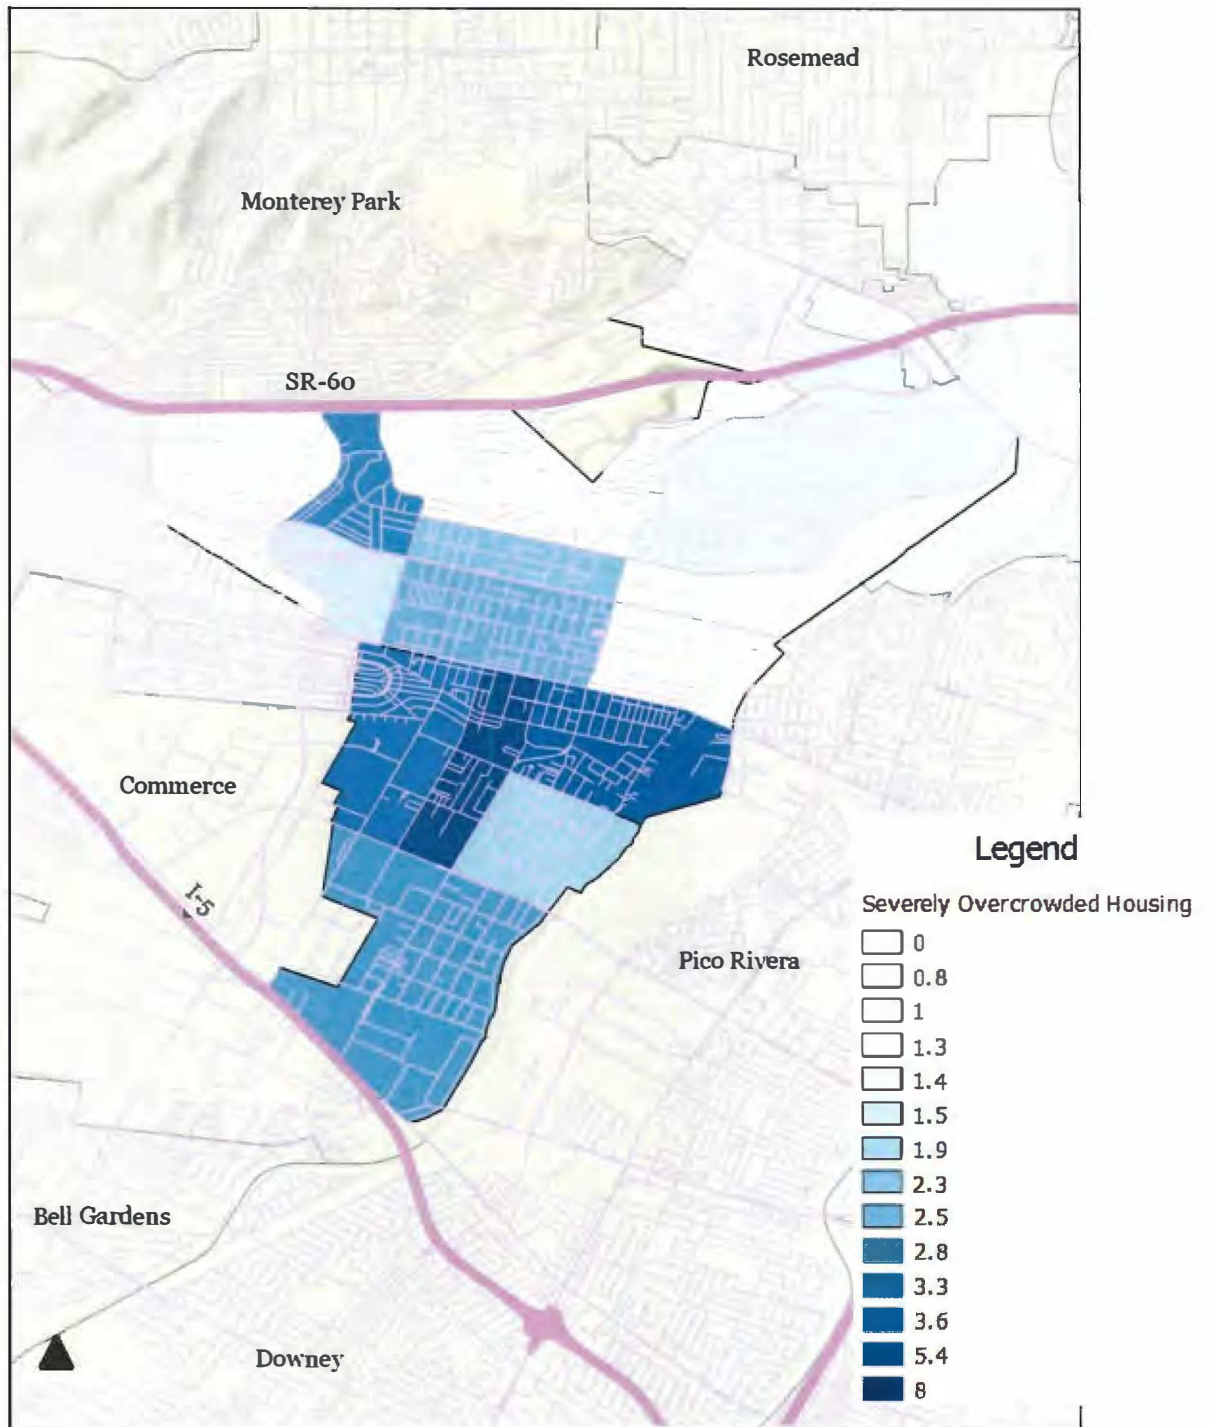 Rosemead
Monterey Park
SR-60
Commerce
I-5
Pico Rivera
Bell Gardens
Downey
Legend
Severely Overcrowded Housing
0
0.8
1
1.3
1.4
1.5
1.9
2.3
2.5
2.8
3.3
3.6
5.4
8